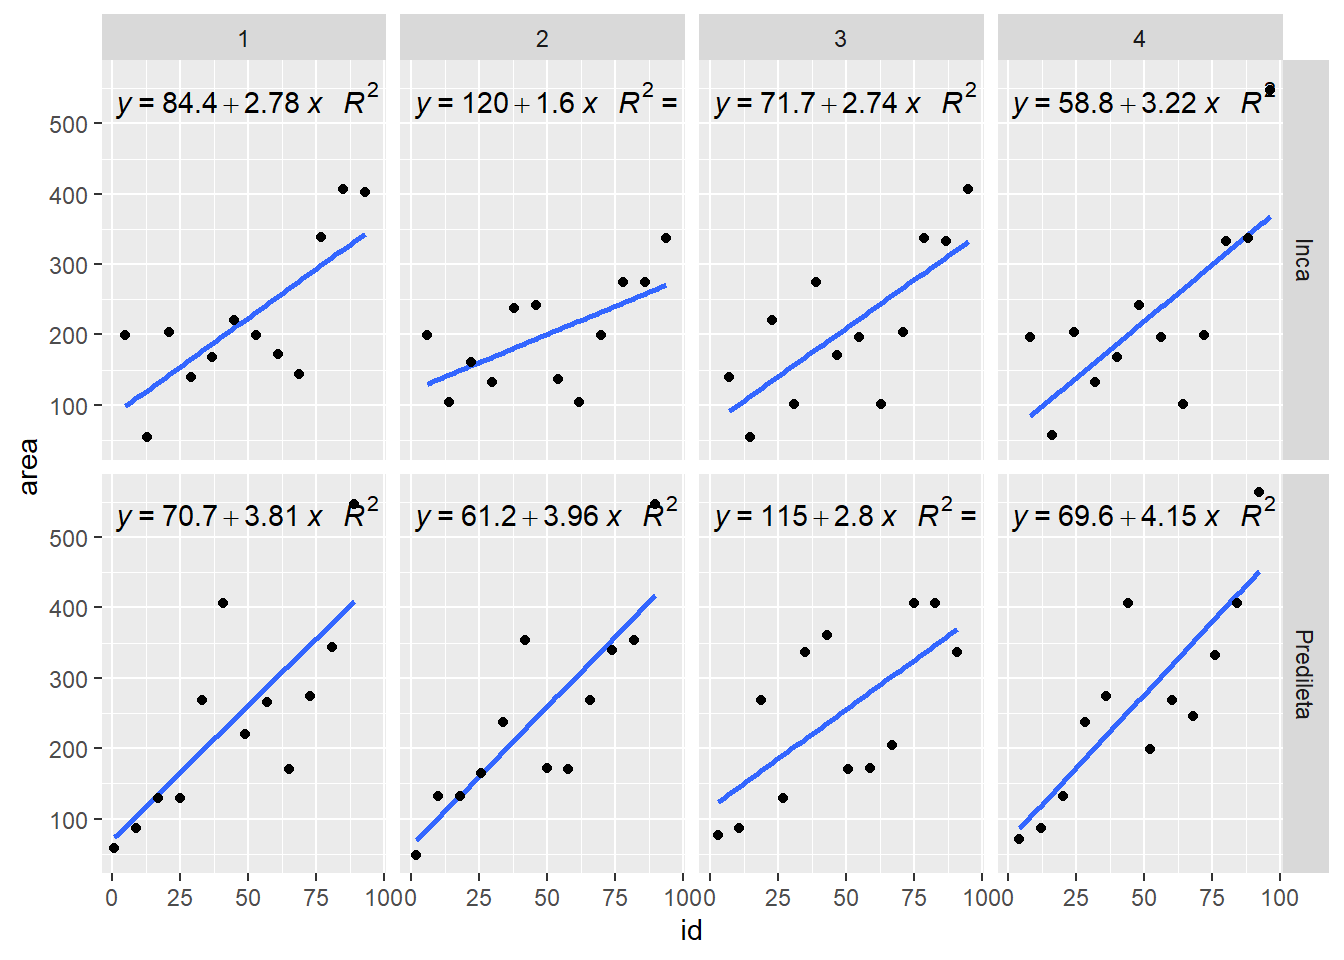 1 2 3 4
y = 84.4 + 2.78 x R² y = 120 + 1.6 x R² = y = 71.7 + 2.74 x R² y = 58.8 + 3.22 x R²
500
400
300
200
100
Inca
area
y = 70.7 + 3.81 x R² y = 61.2 + 3.96 x R² y = 115 + 2.8 x R² = y = 69.6 + 4.15 x R²
500
400
300
200
100
Predileta
0 25 50 75 100 0 25 50 75 100 0 25 50 75 100 0 25 50 75 100
id